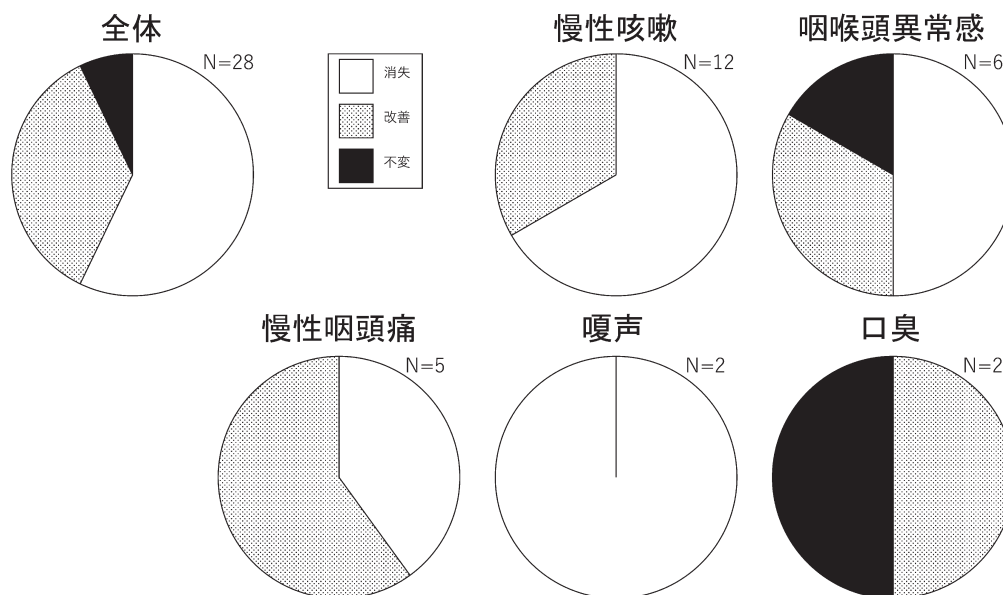 全体
N=28
消失
改善
不変
慢性咳嗽
N=12
咽喉頭異常感
N=6
慢性咽頭痛
N=5
嗄声
N=2
口臭
N=2